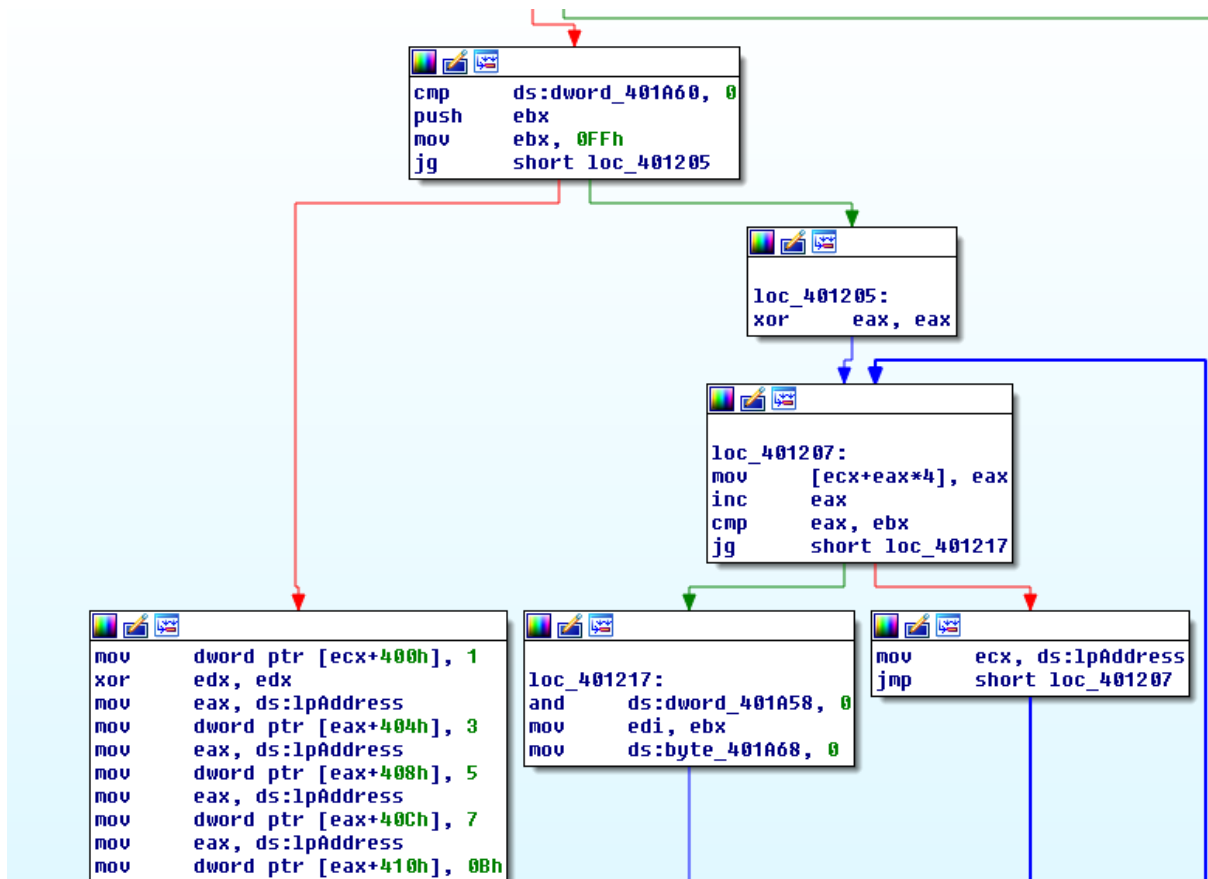 cmp ds:dword_401A60, 0
push ebx
mov ebx, 0FFh
jg short loc_401205
loc_401205:
xor eax, eax
loc_401207:
mov [ecx+eax*4], eax
inc eax
cmp eax, ebx
jg short loc_401217
mov dword ptr [ecx+400h], 1
xor edx, edx
mov eax, ds:lpAddress
mov dword ptr [eax+404h], 3
mov eax, ds:lpAddress
mov dword ptr [eax+408h], 5
mov eax, ds:lpAddress
mov dword ptr [eax+40Ch], 7
mov eax, ds:lpAddress
mov dword ptr [eax+410h], 0Bh
loc_401217:
and ds:dword_401A58, 0
mov edi, ebx
mov ds:byte_401A68, 0
mov ecx, ds:lpAddress
jmp short loc_401207